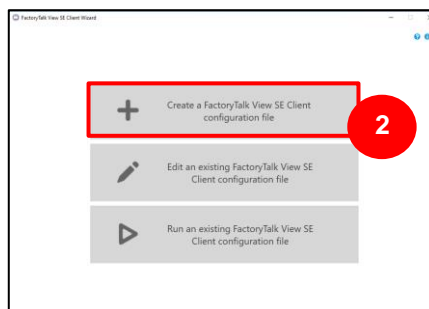 FactoryTalk View SE Client Wizard
Create a FactoryTalk View SE Client
configuration file
2
Edit an existing FactoryTalk View SE
Client configuration file
Run an existing FactoryTalk View SE
Client configuration file